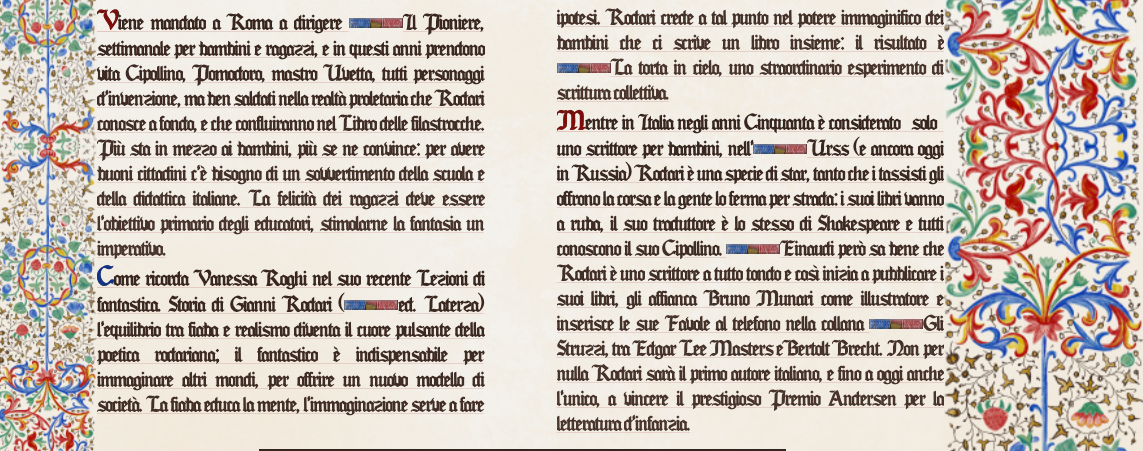 Viene mandato a Roma a dirigere Il Pioniere,
settimanale per bambini e ragazzi, e in questi anni prendono
vita Cipollino, Pomodoro, mastro Uvetta, tutti personaggi
d'invenzione, ma ben saldati nella realtà proletaria che Rodari
conosce a fondo, e che confluiranno nel Libro delle filastrocche.
Più sta in mezzo ai bambini, più se ne convince: per avere
buoni cittadini c'è bisogno di un sovvertimento della scuola e
della didattica italiane. La felicità dei ragazzi deve essere
l'obiettivo primario degli educatori, stimolarne la fantasia un
imperativo.
Come ricorda Vanessa Roghi nel suo recente Lezioni di
fantastica. Storia di Gianni Rodari (ed. Laterza)
l'equilibrio tra fiaba e realismo diventa il cuore pulsante della
poetica rodariana; il fantastico è indispensabile per
immaginare altri mondi, per offrire un nuovo modello di
società. La fiaba educa la mente, l'immaginazione serve a fare
ipotesi. Rodari crede a tal punto nel potere immaginifico dei
bambini che ci scrive un libro insieme: il risultato è
La torta in cielo, uno straordinario esperimento di
scrittura collettiva.
Mentre in Italia negli anni Cinquanta è considerato solo
uno scrittore per bambini, nell'Urss (e ancora oggi
in Russia) Rodari è una specie di star, tanto che i tassisti gli
offrono la corsa e la gente lo ferma per strada: i suoi libri vanno
a ruba, il suo traduttore è lo stesso di Shakespeare e tutti
conoscono il suo Cipollino. Einaudi però sa bene che
Rodari è uno scrittore a tutto tondo e così inizia a pubblicare i
suoi libri, gli affianca Bruno Munari come illustratore e
inserisce le sue Favole al telefono nella collana Gli
Struzzi, tra Edgar Lee Masters e Bertolt Brecht. Non per
nulla Rodari sarà il primo autore italiano, e fino a oggi anche
l'unico, a vincere il prestigioso Premio Andersen per la
letteratura d'infanzia.